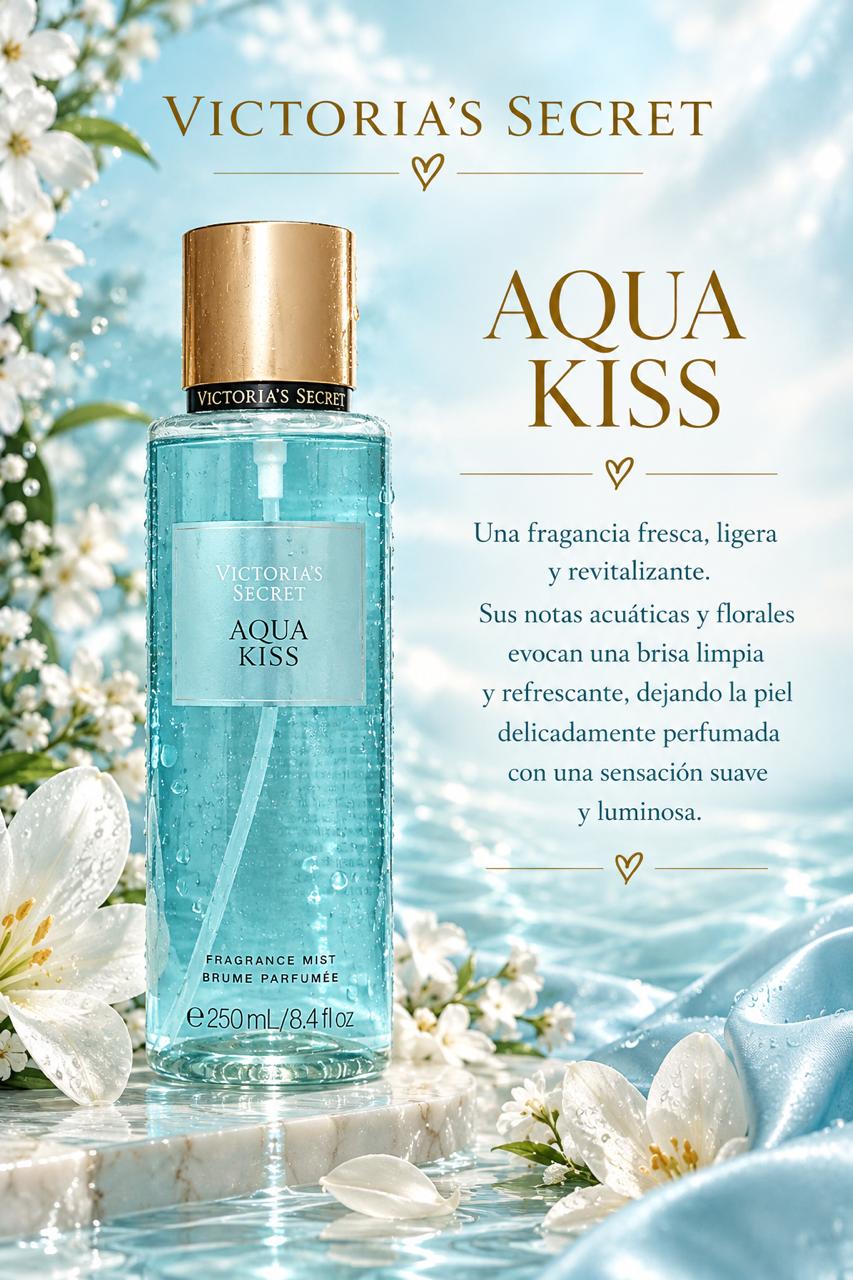 VICTORIA'S SECRET
AQUA
KISS
Una fragancia fresca, ligera
y revitalizante.
Sus notas acuáticas y florales
evocan una brisa limpia
y refrescante, dejando la piel
delicadamente perfumada
con una sensación suave
y luminosa.
VICTORIA'S SECRET
VICTORIA'S
SECRET
AQUA
KISS
FRAGRANCE MIST
BRUME PARFUMÉE
℮ 250 mL/8.4 fl oz